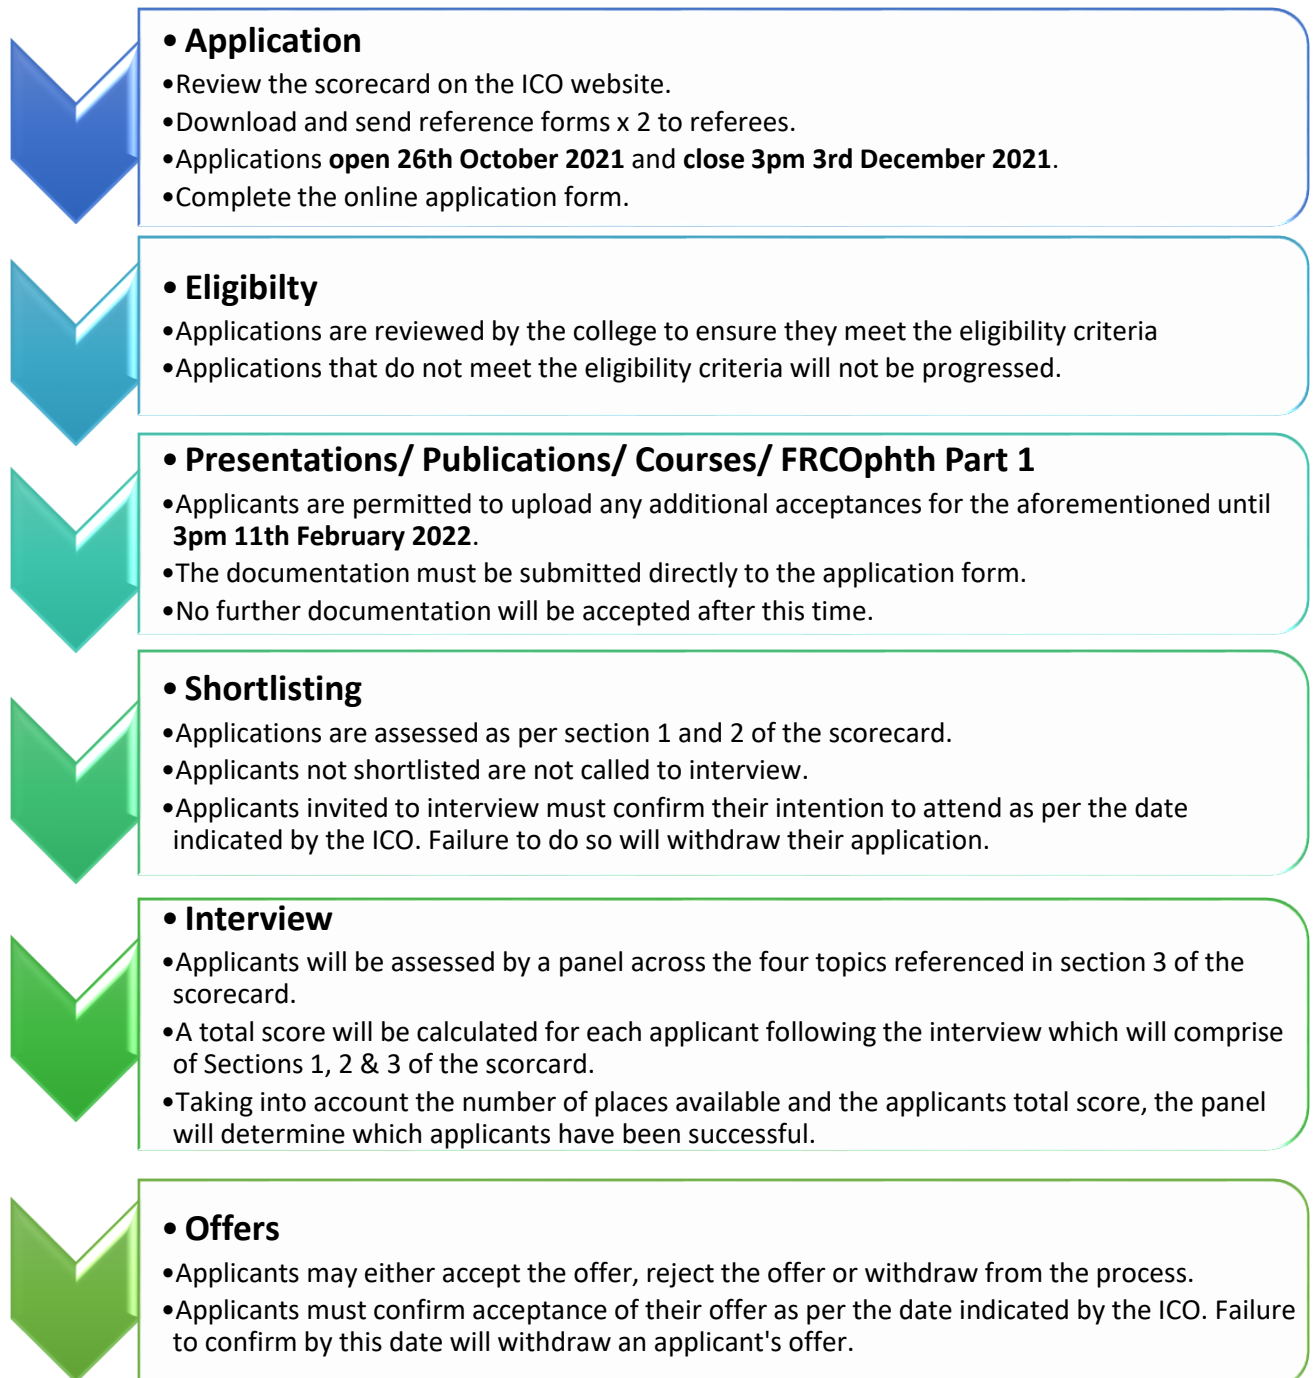 • Application
•Review the scorecard on the ICO website.
•Download and send reference forms x 2 to referees.
•Applications open 26th October 2021 and close 3pm 3rd December 2021.
•Complete the online application form.
• Eligibilty
•Applications are reviewed by the college to ensure they meet the eligibility criteria
•Applications that do not meet the eligibility criteria will not be progressed.
• Presentations/ Publications/ Courses/ FRCOphth Part 1
•Applicants are permitted to upload any additional acceptances for the aforementioned until
3pm 11th February 2022.
•The documentation must be submitted directly to the application form.
•No further documentation will be accepted after this time.
• Shortlisting
•Applications are assessed as per section 1 and 2 of the scorecard.
•Applicants not shortlisted are not called to interview.
•Applicants invited to interview must confirm their intention to attend as per the date
indicated by the ICO. Failure to do so will withdraw their application.
• Interview
•Applicants will be assessed by a panel across the four topics referenced in section 3 of the
scorecard.
•A total score will be calculated for each applicant following the interview which will comprise
of Sections 1, 2 & 3 of the scorcard.
•Taking into account the number of places available and the applicants total score, the panel
will determine which applicants have been successful.
• Offers
•Applicants may either accept the offer, reject the offer or withdraw from the process.
•Applicants must confirm acceptance of their offer as per the date indicated by the ICO. Failure
to confirm by this date will withdraw an applicant's offer.